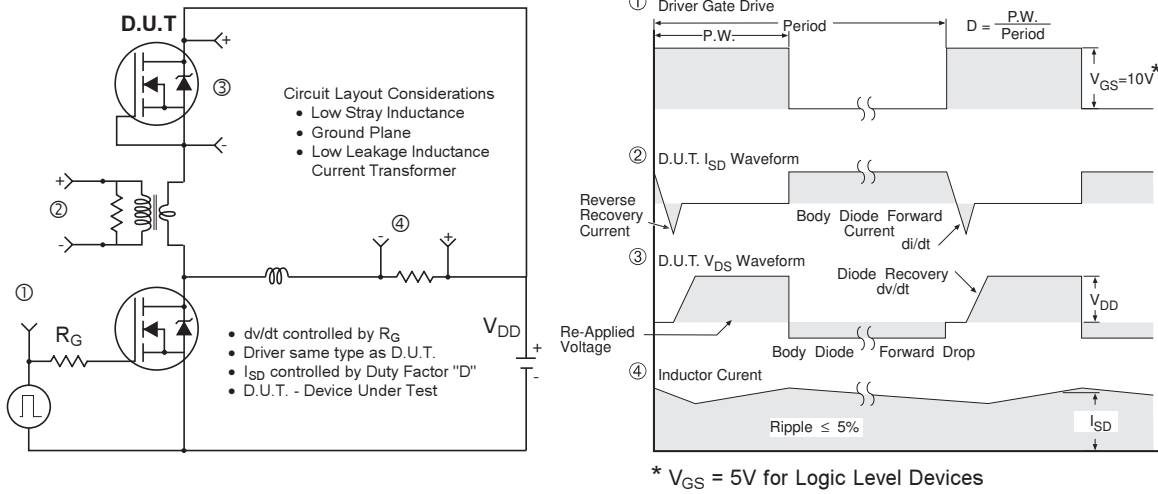 D.U.T
+
③
-
Circuit Layout Considerations
• Low Stray Inductance
• Ground Plane
• Low Leakage Inductance
Current Transformer
+
②
-
④
- +
①
R_G
V_DD
+
-
• dv/dt controlled by R_G
• Driver same type as D.U.T.
• I_SD controlled by Duty Factor "D"
• D.U.T. - Device Under Test
① Driver Gate Drive
P.W.
Period
D = P.W. / Period
V_GS=10V*
② D.U.T. I_SD Waveform
Reverse
Recovery
Current
Body Diode Forward
Current
di/dt
③ D.U.T. V_DS Waveform
Diode Recovery
dv/dt
V_DD
Re-Applied
Voltage
Body Diode Forward Drop
④ Inductor Curent
Ripple ≤ 5%
I_SD
* V_GS = 5V for Logic Level Devices